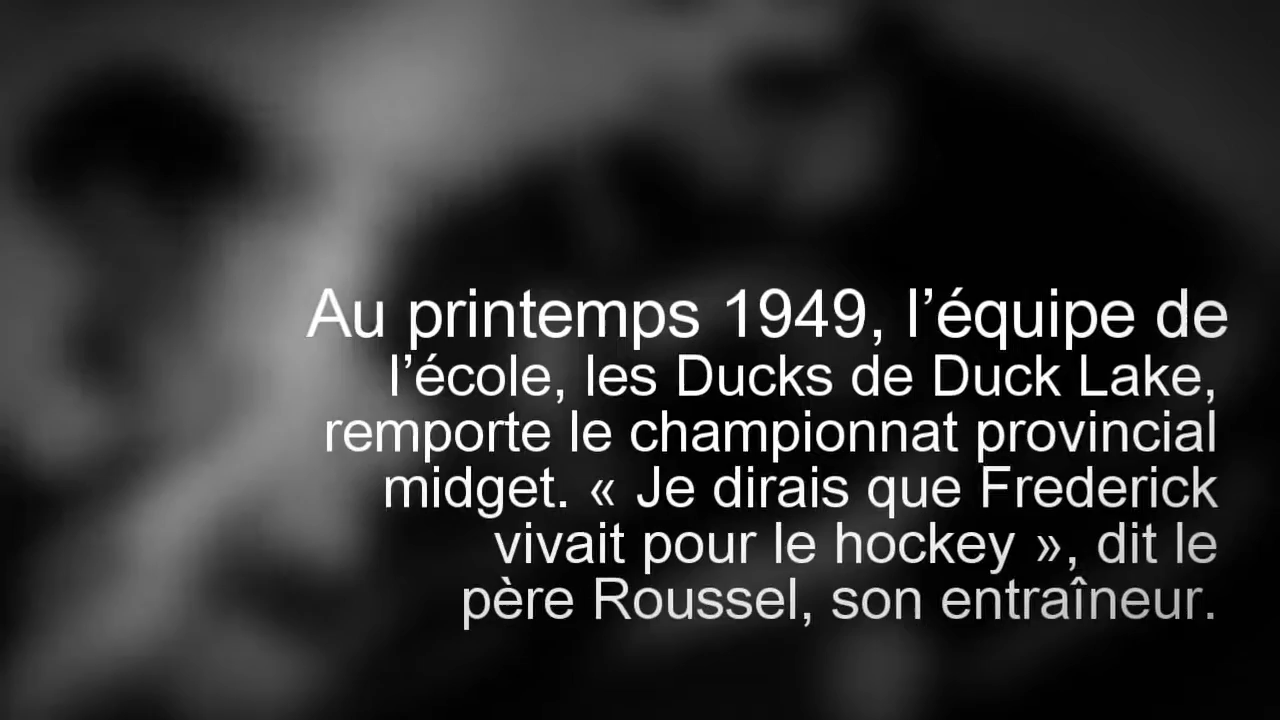 Au printemps 1949, l’équipe de
l’école, les Ducks de Duck Lake,
remporte le championnat provincial
midget. « Je dirais que Frederick
vivait pour le hockey », dit le
père Roussel, son entraîneur.